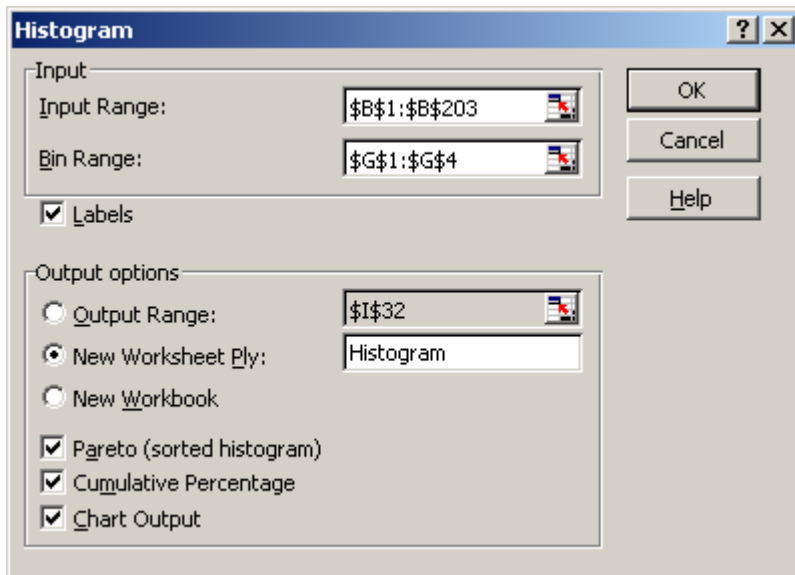 Histogram
Input
Input Range: $B$1:$B$203
Bin Range: $G$1:$G$4
Labels
OK
Cancel
Help
Output options
Output Range: $I$32
New Worksheet Ply: Histogram
New Workbook
Pareto (sorted histogram)
Cumulative Percentage
Chart Output